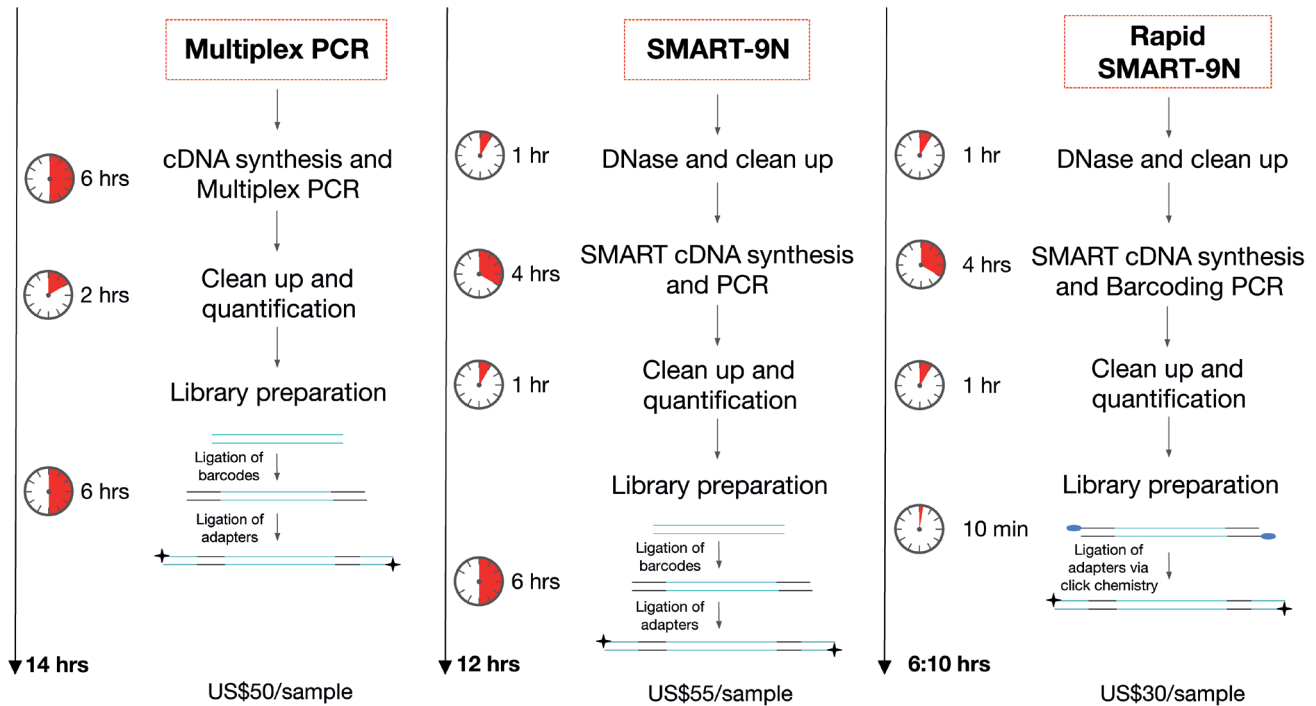 Multiplex PCR
6 hrs
cDNA synthesis and
Multiplex PCR
2 hrs
Clean up and
quantification
Library preparation
6 hrs
Ligation of
barcodes
Ligation of
adapters
14 hrs
US$50/sample
SMART-9N
1 hr
DNase and clean up
4 hrs
SMART cDNA synthesis
and PCR
1 hr
Clean up and
quantification
Library preparation
6 hrs
Ligation of
barcodes
Ligation of
adapters
12 hrs
US$55/sample
Rapid
SMART-9N
1 hr
DNase and clean up
4 hrs
SMART cDNA synthesis
and Barcoding PCR
1 hr
Clean up and
quantification
Library preparation
10 min
Ligation of
adapters via
click chemistry
6:10 hrs
US$30/sample